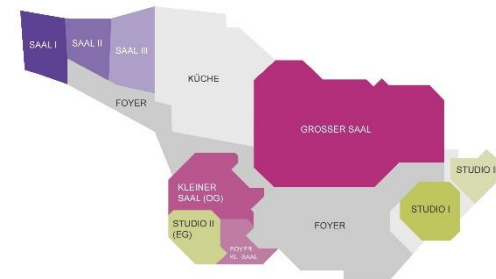 SAAL I
SAAL II
SAAL III
KÜCHE
FOYER
GROSSER SAAL
KLEINER
SAAL (OG)
STUDIO II
(EG)
FOYER
KL. SAAL
FOYER
STUDIO I
STUDIO II